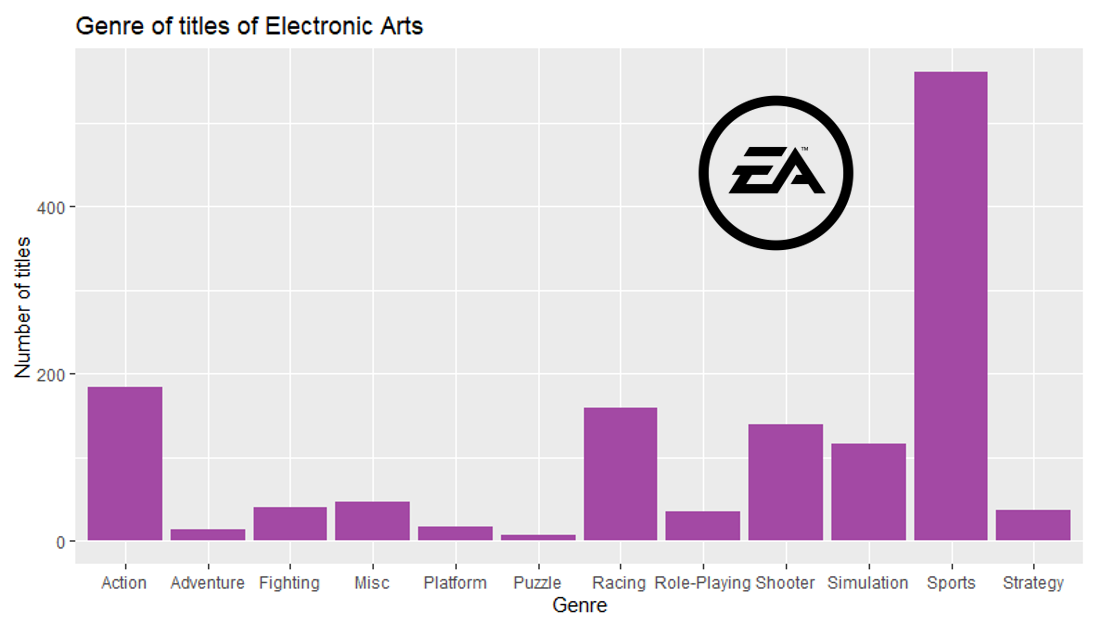 Genre of titles of Electronic Arts
EA™
Number of titles
400
200
0
Action Adventure Fighting Misc Platform Puzzle Racing Role-Playing Shooter Simulation Sports Strategy
Genre